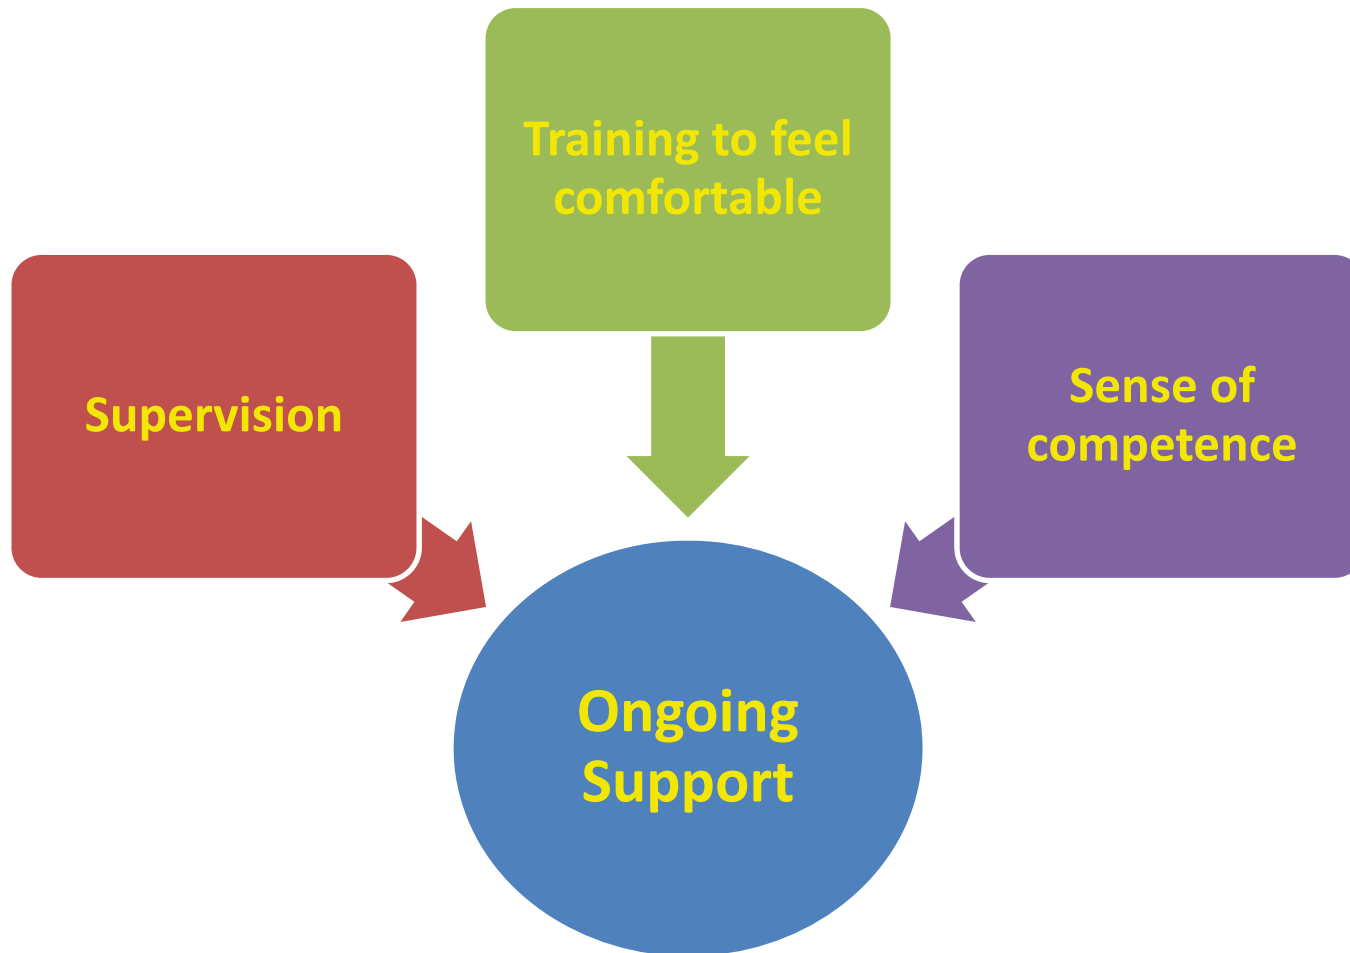 Training to feel
comfortable
Supervision
Sense of
competence
Ongoing
Support